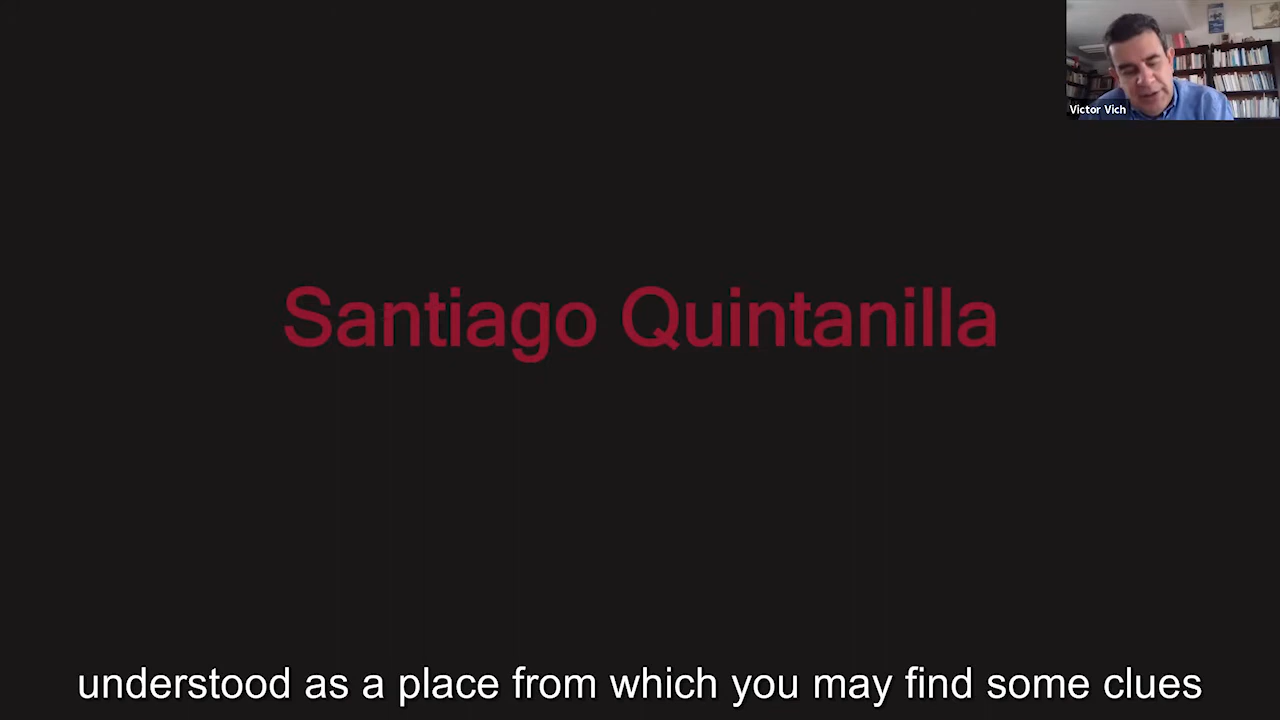 Victor Vich
Santiago Quintanilla
understood as a place from which you may find some clues